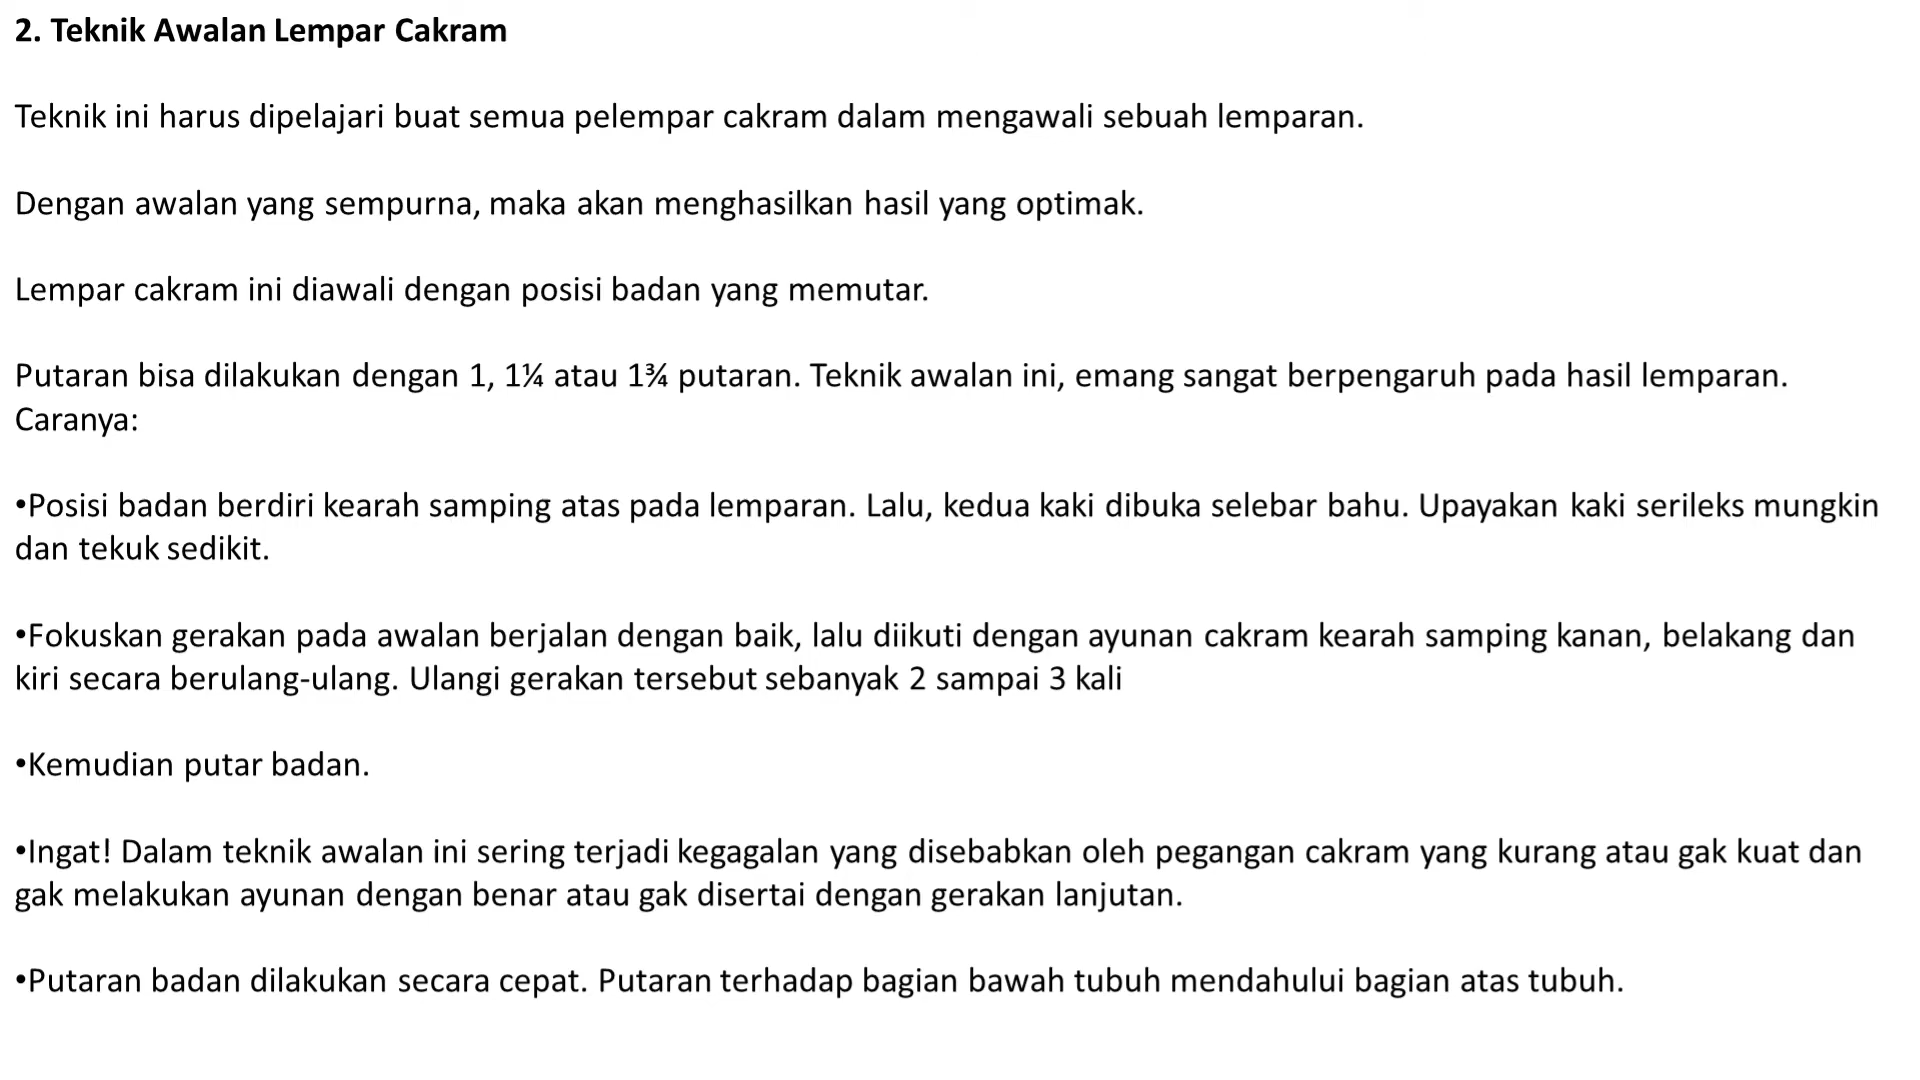 2. Teknik Awalan Lempar Cakram
Teknik ini harus dipelajari buat semua pelempar cakram dalam mengawali sebuah lemparan.
Dengan awalan yang sempurna, maka akan menghasilkan hasil yang optimak.
Lempar cakram ini diawali dengan posisi badan yang memutar.
Putaran bisa dilakukan dengan 1, 1¼ atau 1¾ putaran. Teknik awalan ini, emang sangat berpengaruh pada hasil lemparan.
Caranya:
•Posisi badan berdiri kearah samping atas pada lemparan. Lalu, kedua kaki dibuka selebar bahu. Upayakan kaki serileks mungkin
dan tekuk sedikit.
•Fokuskan gerakan pada awalan berjalan dengan baik, lalu diikuti dengan ayunan cakram kearah samping kanan, belakang dan
kiri secara berulang-ulang. Ulangi gerakan tersebut sebanyak 2 sampai 3 kali
•Kemudian putar badan.
•Ingat! Dalam teknik awalan ini sering terjadi kegagalan yang disebabkan oleh pegangan cakram yang kurang atau gak kuat dan
gak melakukan ayunan dengan benar atau gak disertai dengan gerakan lanjutan.
•Putaran badan dilakukan secara cepat. Putaran terhadap bagian bawah tubuh mendahului bagian atas tubuh.